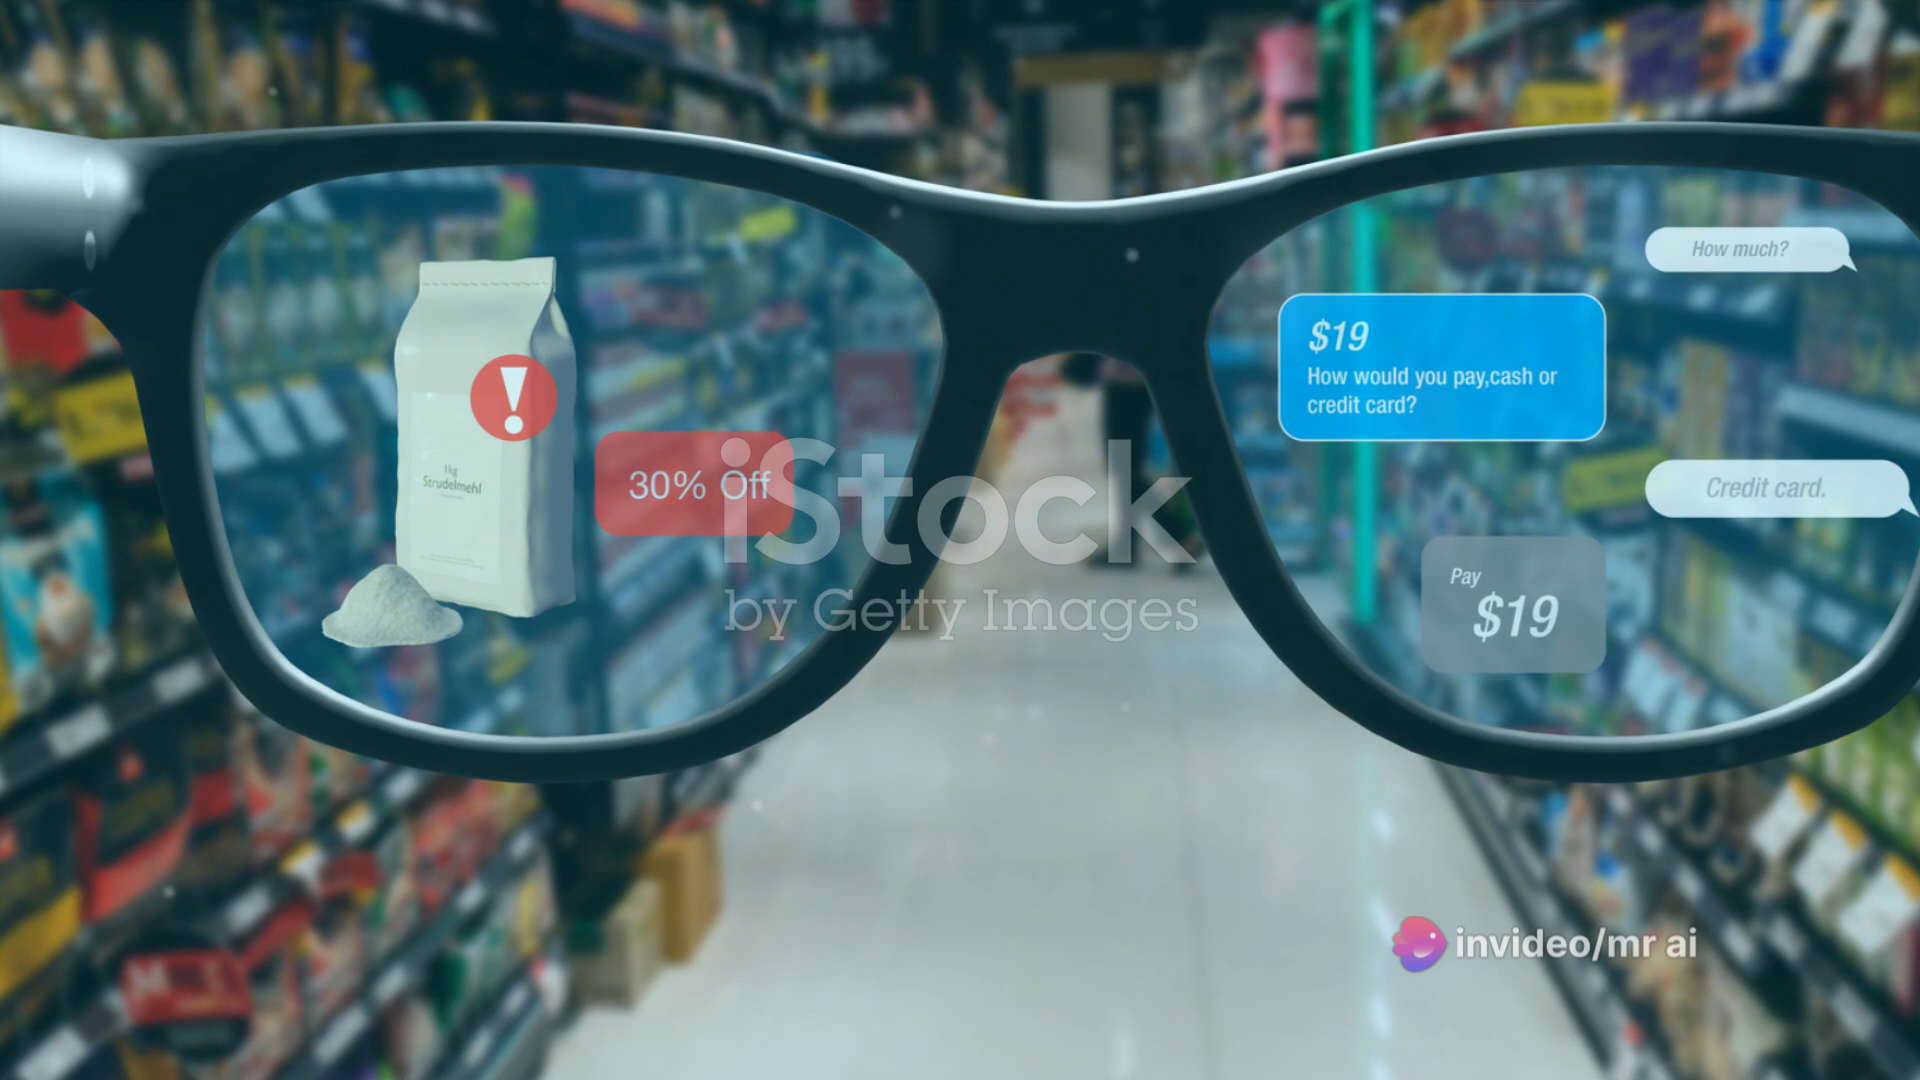 1kg
Strudelmehl
30% Off
How much?
$19
How would you pay,cash or
credit card?
Credit card.
Pay
$19
iStock
by Getty Images
invideo/mr ai